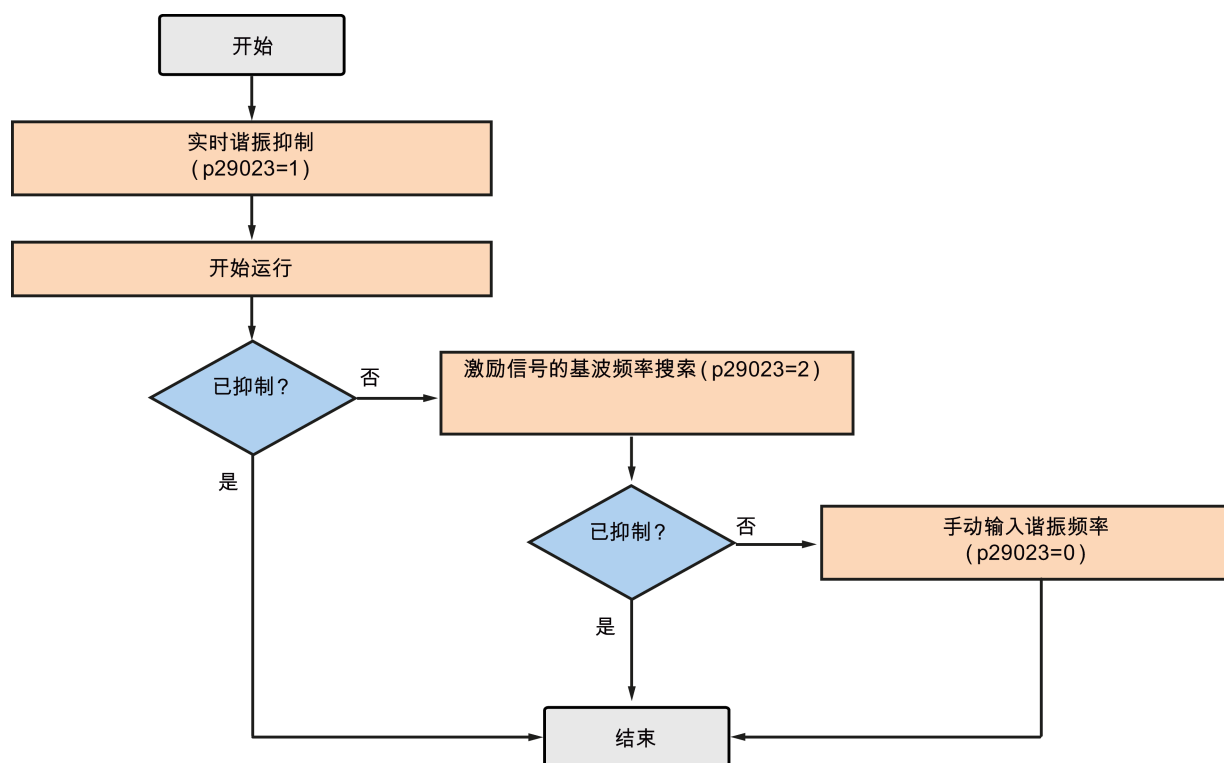 开始
实时谐振抑制
(p29023=1)
开始运行
已抑制?
否
激励信号的基波频率搜索(p29023=2)
是
已抑制?
否
手动输入谐振频率
(p29023=0)
是
结束